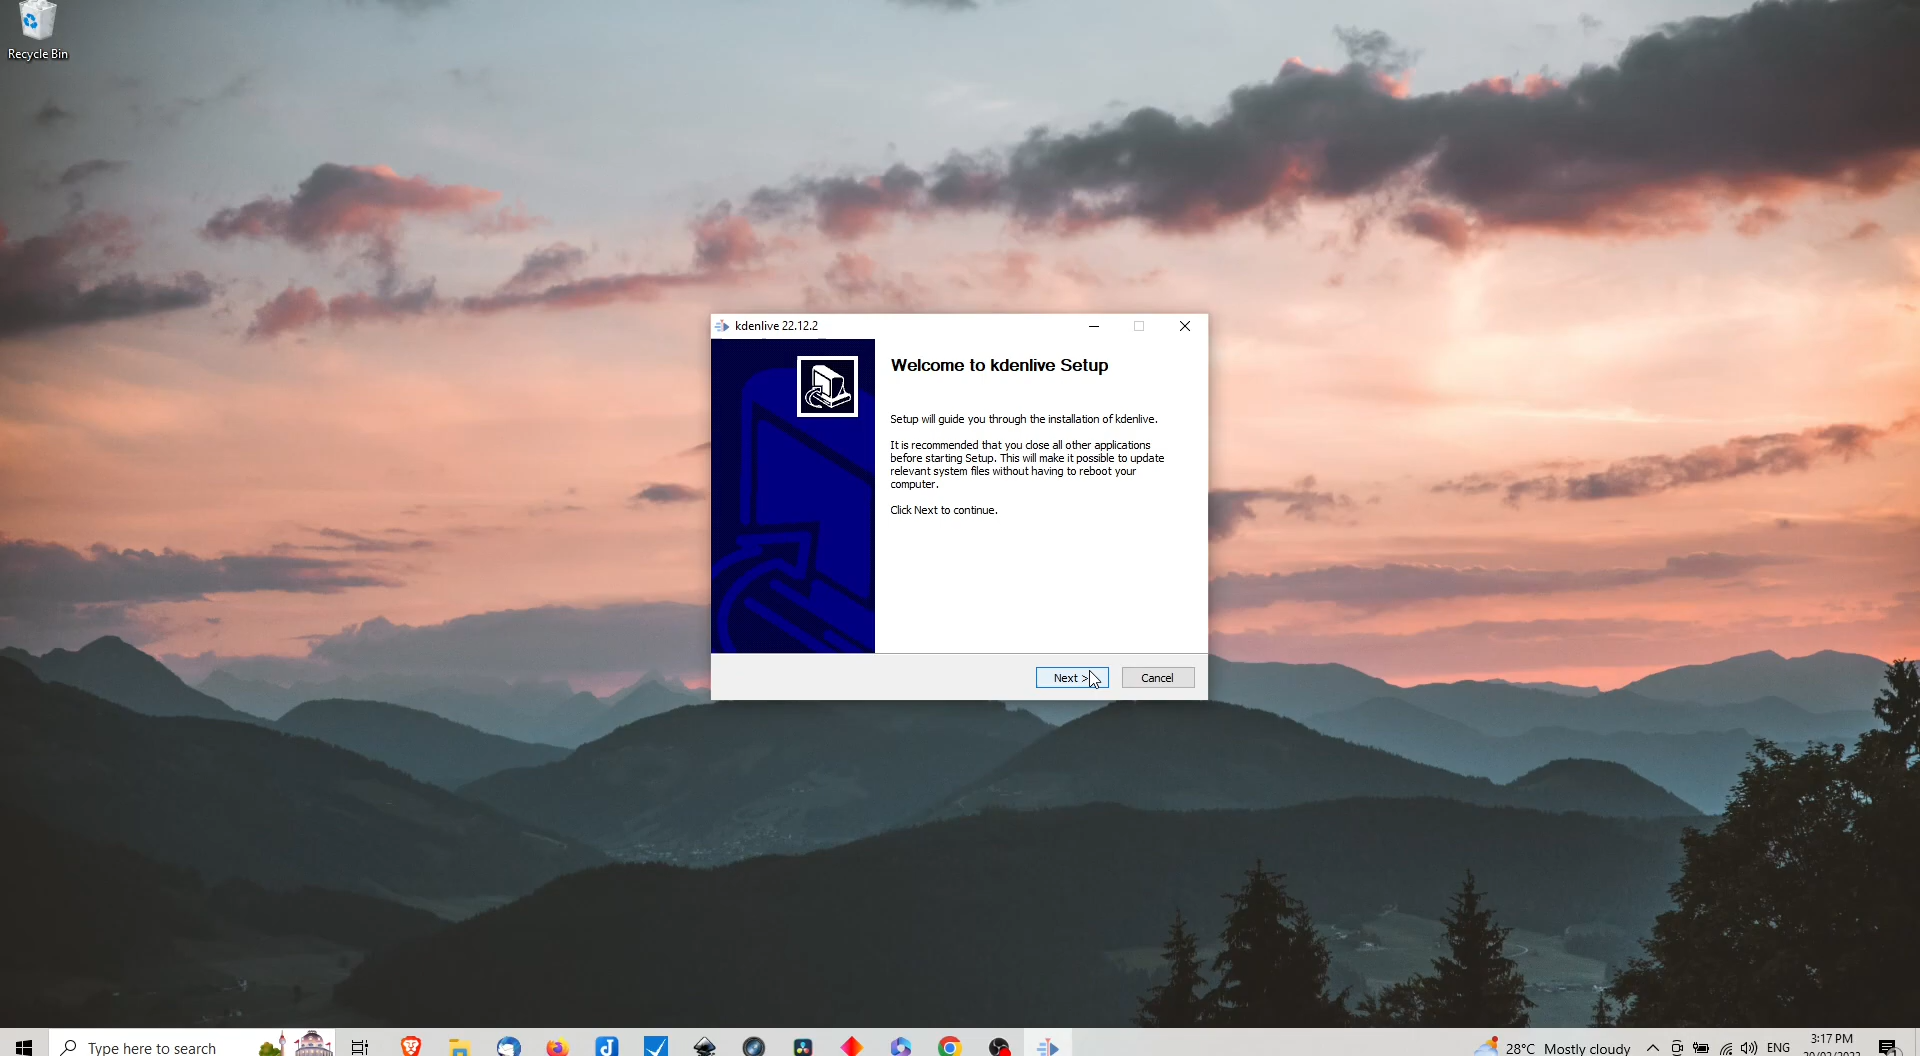 Recycle Bin
kdenlive 22.12.2
Welcome to kdenlive Setup
Setup will guide you through the installation of kdenlive.
It is recommended that you close all other applications
before starting Setup. This will make it possible to update
relevant system files without having to reboot your
computer.
Click Next to continue.
Next >
Cancel
Type here to search
28°C Mostly cloudy
ENG
3:17 PM